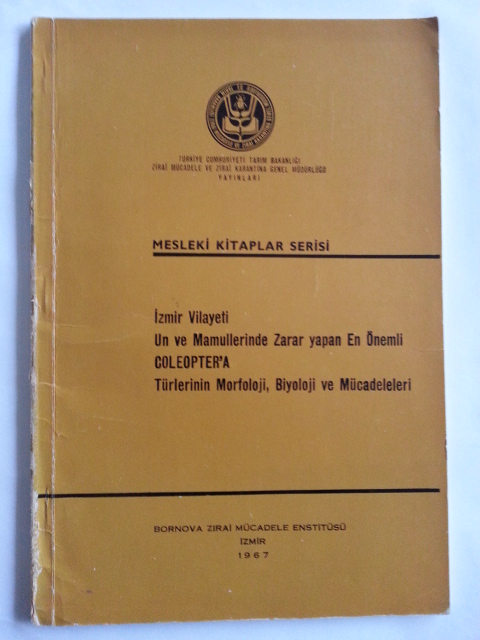 TÜRKİYE CUMHURİYETİ TARIM BAKANLIĞI
ZİRAİ MÜCADELE VE ZİRAİ KARANTİNA GENEL MÜDÜRLÜĞÜ
YAYINLARI
MESLEKİ KİTAPLAR SERİSİ
İzmir Vilayeti
Un ve Mamullerinde Zarar yapan En Önemli
COLEOPTER'A
Türlerinin Morfoloji, Biyoloji ve Mücadeleleri
BORNOVA ZIRAİ MÜCADELE ENSTİTÜSÜ
İZMİR
1967